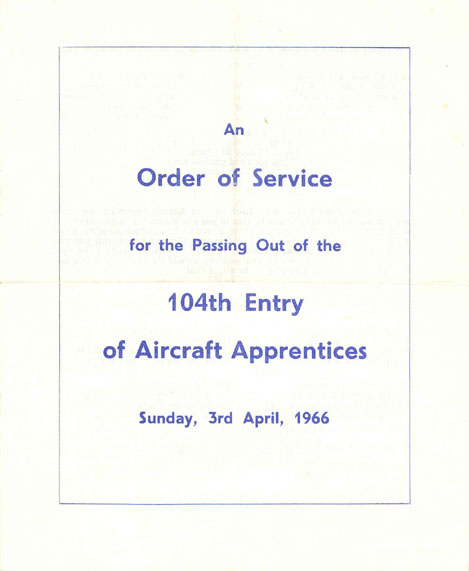 An
Order of Service
for the Passing Out of the
104th Entry
of Aircraft Apprentices
Sunday, 3rd April, 1966